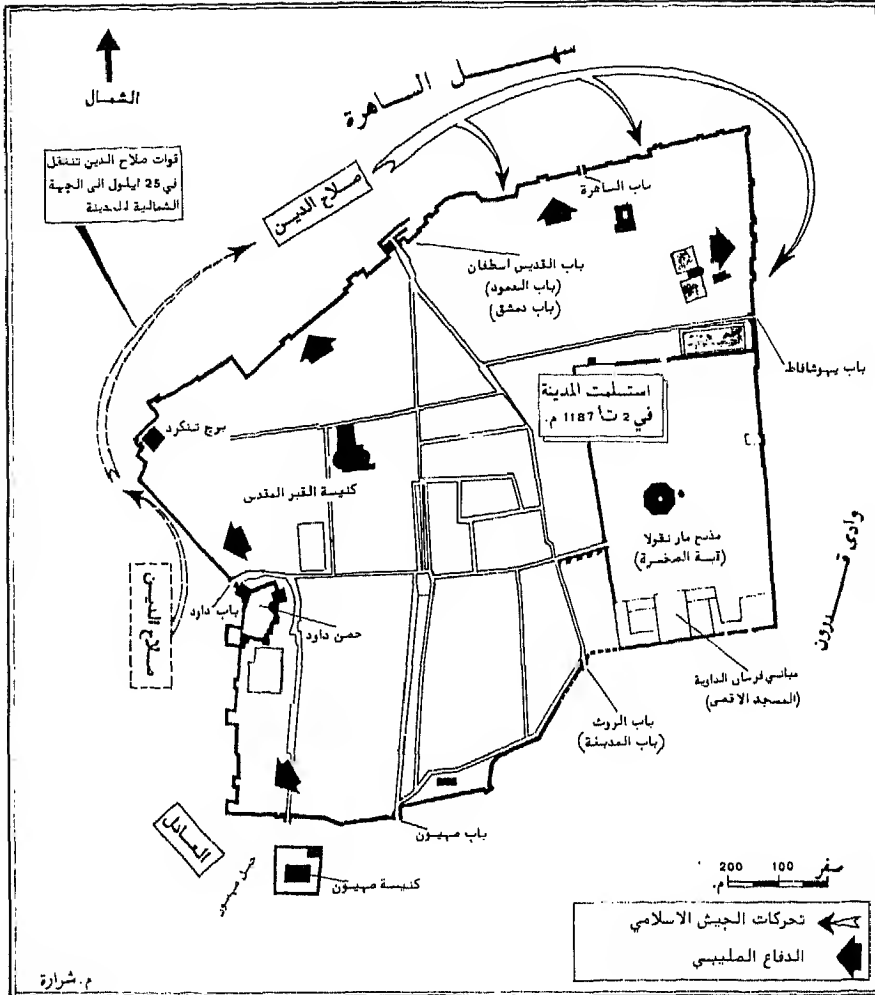 الشمال
سهل الساهرة
قوات صلاح الدين تنتقل
في 25 ايلول الى الجهة
الشمالية للمدينة
صلاح الدين
باب الساهرة
باب القديس اسطفان
(باب العمود)
(باب دمشق)
باب يهوشافاط
استسلمت المدينة
في 2 ت1 1187 م.
برج تنكرد
كنيسة القبر المقدس
مذبح مار نقولا
(قبة الصخرة)
وادي قدرون
صلاح الدين
باب داود
حصن داود
مباني فرسان الداوية
(المسجد الاقصى)
باب الروث
(باب المدينة)
العادل
جبل صهيون
باب صهيون
كنيسة صهيون
صفر 100 200
م.
تحركات الجيش الاسلامي
الدفاع الصليبي
م. شرارة